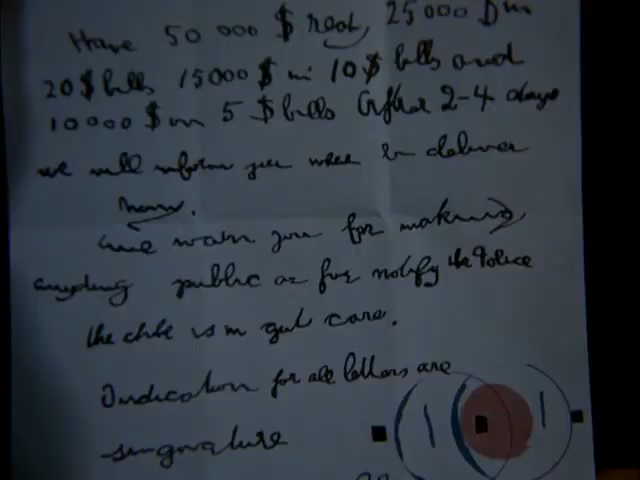 Have 50 000 $ redy 25 000 $ in
20 $ bills 15000 $ in 10 $ bills and
10000 $ in 5 $ bills After 2-4 days
we will inform you where to deliver
mony.
We warn you for making
anyding public or for notify the Police
the child is in gut care.
Indication for all letters are
singnature